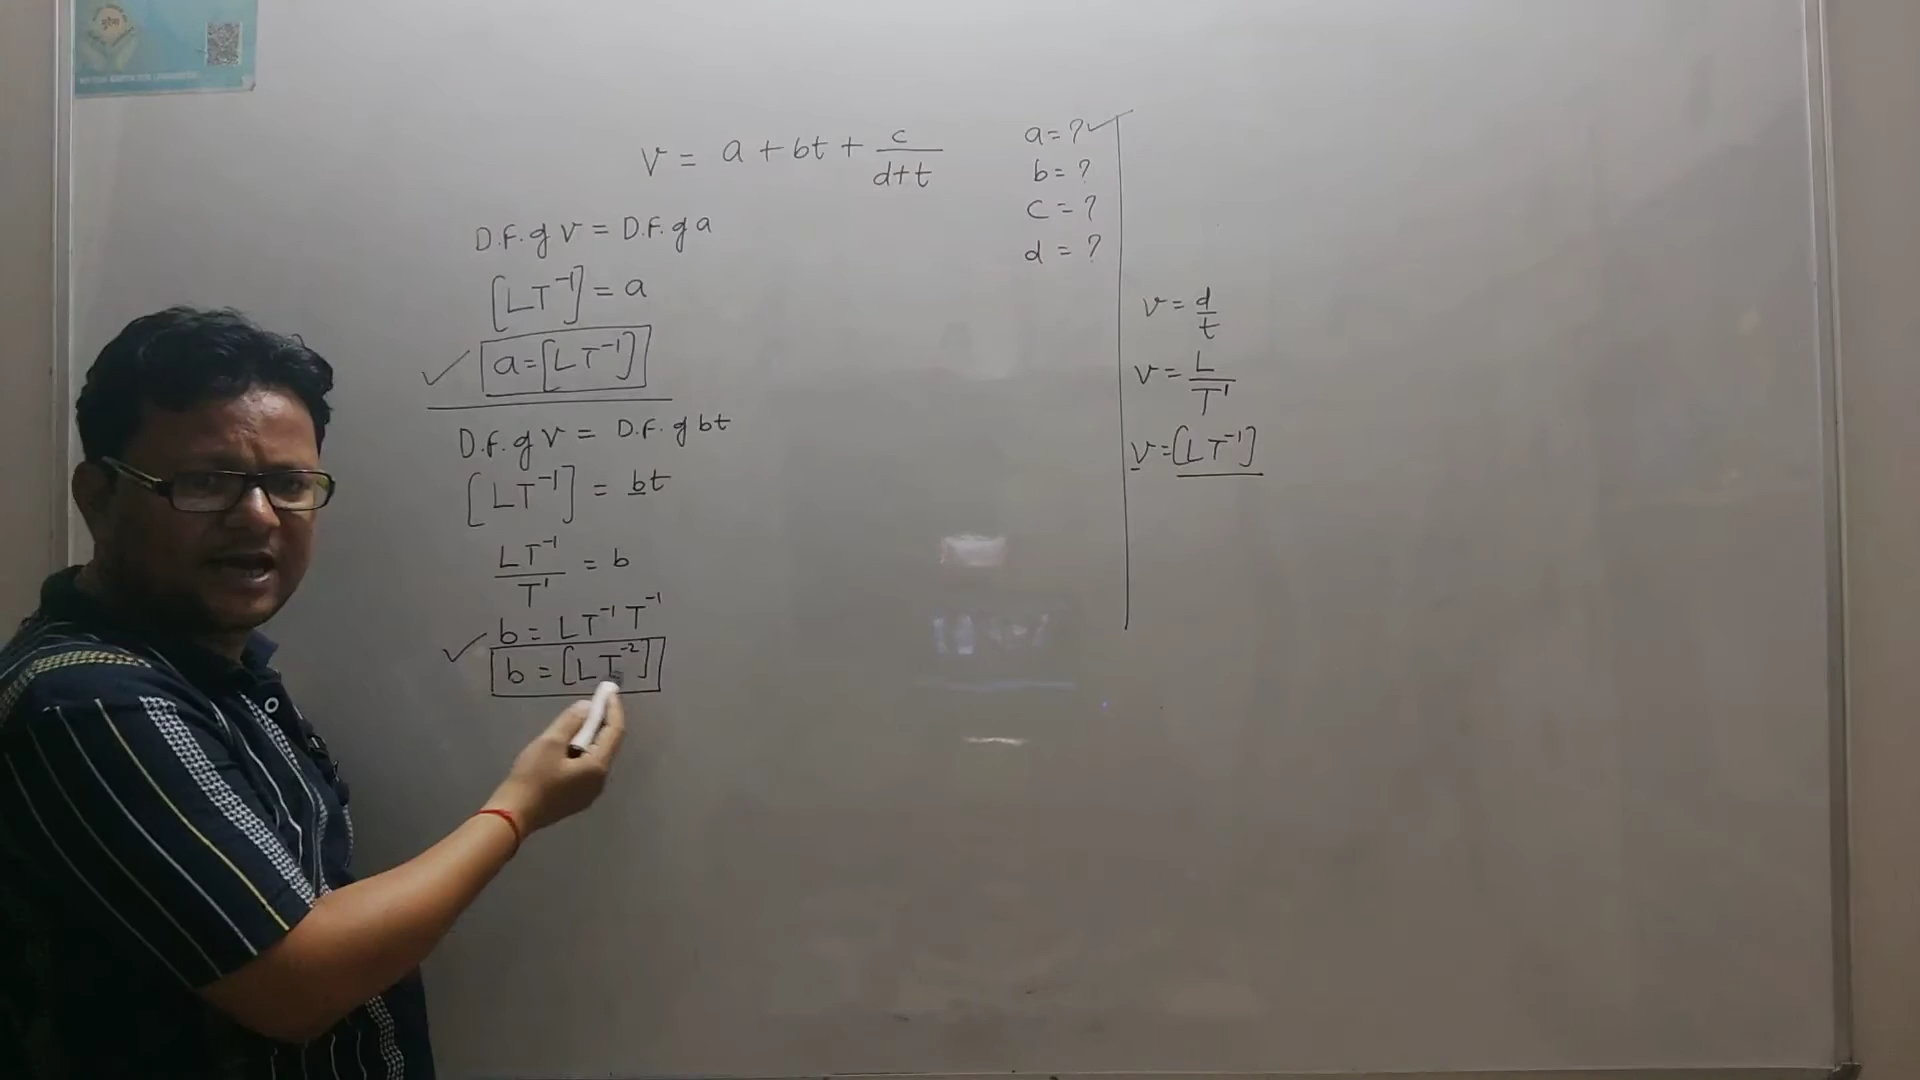 v = a + bt + c/(d+t)
a = ? ✓
b = ?
c = ?
d = ?
D.F. of v = D.F. of a
[LT⁻¹] = a
✓ a = [LT⁻¹]
D.F. of v = D.F. of bt
[LT⁻¹] = bt
LT⁻¹/T¹ = b
b = LT⁻¹ T⁻¹
✓ b = [LT⁻²]
v = d/t
v = L/T¹
v = [LT⁻¹]